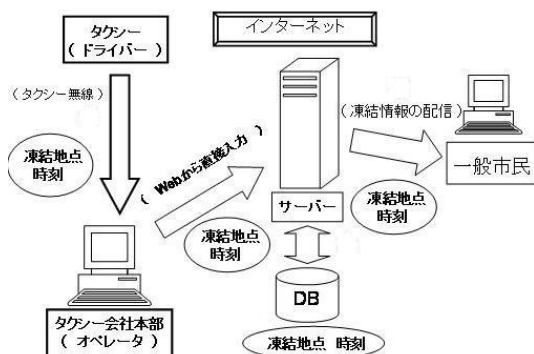 タクシー
（ ドライバー ）
インターネット
（タクシー無線）
凍結地点
時刻
（ Webから直接入力 ）
（凍結情報の配信）
一般市民
サーバー
凍結地点
時刻
凍結地点
時刻
DB
タクシー会社本部
（ オペレータ ）
凍結地点 時刻